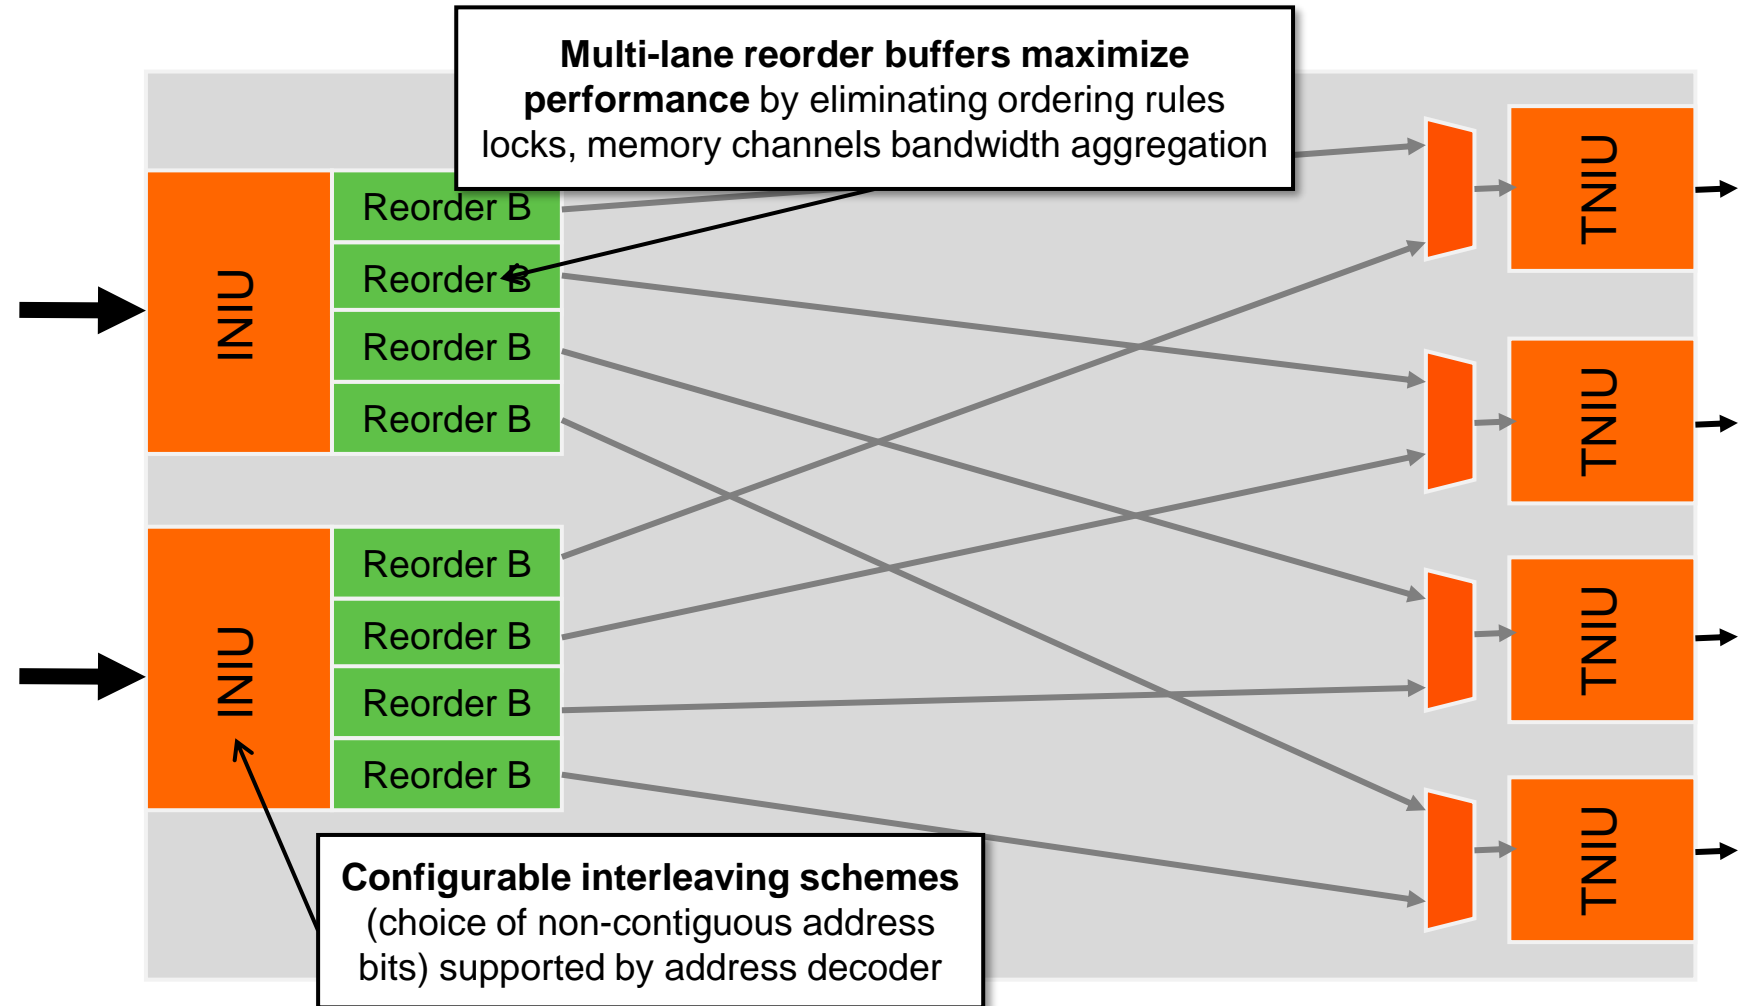 Multi-lane reorder buffers maximize
performance by eliminating ordering rules
locks, memory channels bandwidth aggregation
INIU
Reorder B
Reorder B
Reorder B
Reorder B
INIU
Reorder B
Reorder B
Reorder B
Reorder B
TNIU
TNIU
TNIU
TNIU
Configurable interleaving schemes
(choice of non-contiguous address
bits) supported by address decoder